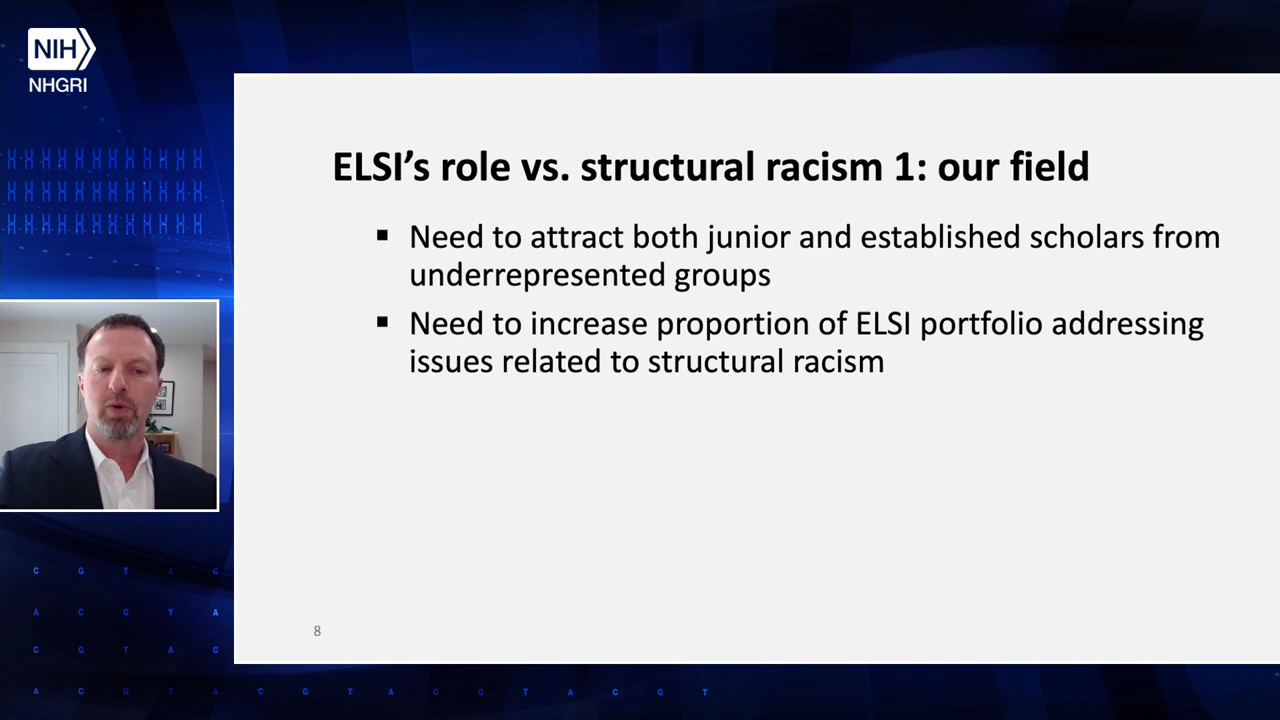 NIH
NHGRI
ELSI’s role vs. structural racism 1: our field
▪ Need to attract both junior and established scholars from
underrepresented groups
▪ Need to increase proportion of ELSI portfolio addressing
issues related to structural racism
8
C G T A C
A C G T A
C G T A C
A C G T A C G T A C G T A C G T